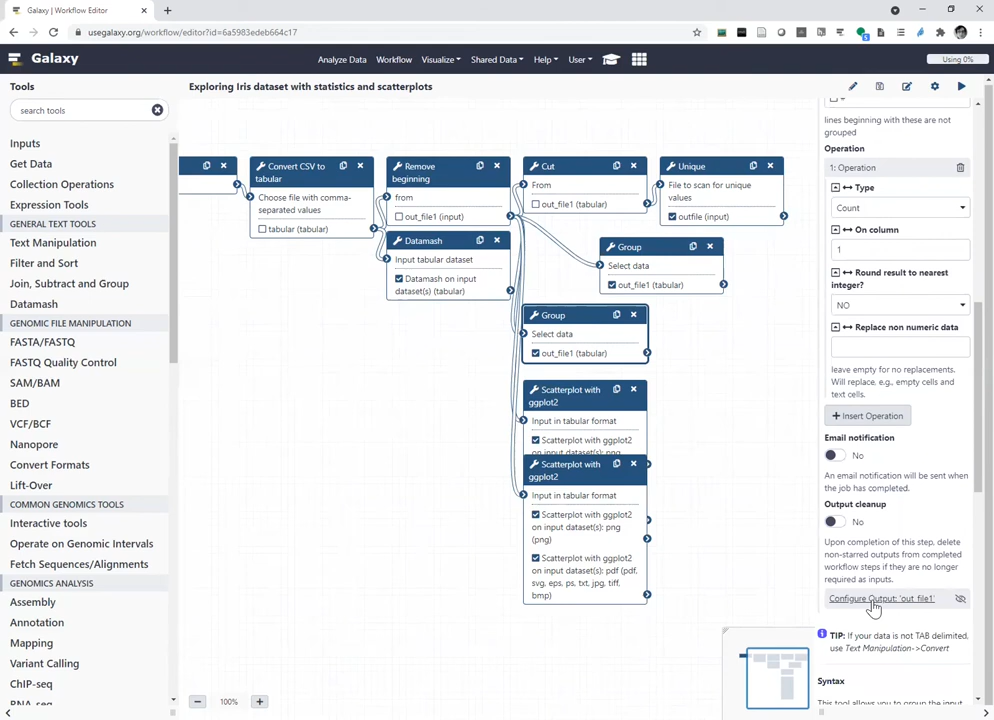 Galaxy | Workflow Editor
usegalaxy.org/workflow/editor?id=6a5983edeb664c17
Galaxy
Analyze Data
Workflow
Visualize
Shared Data
Help
User
Using 0%
Tools
search tools
Inputs
Get Data
Collection Operations
Expression Tools
GENERAL TEXT TOOLS
Text Manipulation
Filter and Sort
Join, Subtract and Group
Datamash
GENOMIC FILE MANIPULATION
FASTA/FASTQ
FASTQ Quality Control
SAM/BAM
BED
VCF/BCF
Nanopore
Convert Formats
Lift-Over
COMMON GENOMICS TOOLS
Interactive tools
Operate on Genomic Intervals
Fetch Sequences/Alignments
GENOMICS ANALYSIS
Assembly
Annotation
Mapping
Variant Calling
ChIP-seq
RNA-seq
Exploring Iris dataset with statistics and scatterplots
Convert CSV to
tabular
Choose file with comma-
separated values
tabular (tabular)
Remove
beginning
from
out_file1 (input)
Datamash
Input tabular dataset
Datamash on input
dataset(s) (tabular)
Cut
From
out_file1 (tabular)
Unique
File to scan for unique
values
outfile (input)
Group
Select data
out_file1 (tabular)
Group
Select data
out_file1 (tabular)
Scatterplot with
ggplot2
Input in tabular format
Scatterplot with ggplot2
on input dataset(s): png
Scatterplot with
ggplot2
Input in tabular format
Scatterplot with ggplot2
on input dataset(s): png
(png)
Scatterplot with ggplot2
on input dataset(s): pdf (pdf,
svg, eps, ps, txt, jpg, tiff,
bmp)
100%
lines beginning with these are not
grouped
Operation
1: Operation
Type
Count
On column
1
Round result to nearest
integer?
NO
Replace non numeric data
leave empty for no replacements.
Will replace, e.g., empty cells and
text cells.
Insert Operation
Email notification
No
An email notification will be sent when
the job has completed.
Output cleanup
No
Upon completion of this step, delete
non-starred outputs from completed
workflow steps if they are no longer
required as inputs.
Configure Output: 'out_file1'
TIP: If your data is not TAB delimited,
use Text Manipulation->Convert
Syntax
This tool allows you to group the input